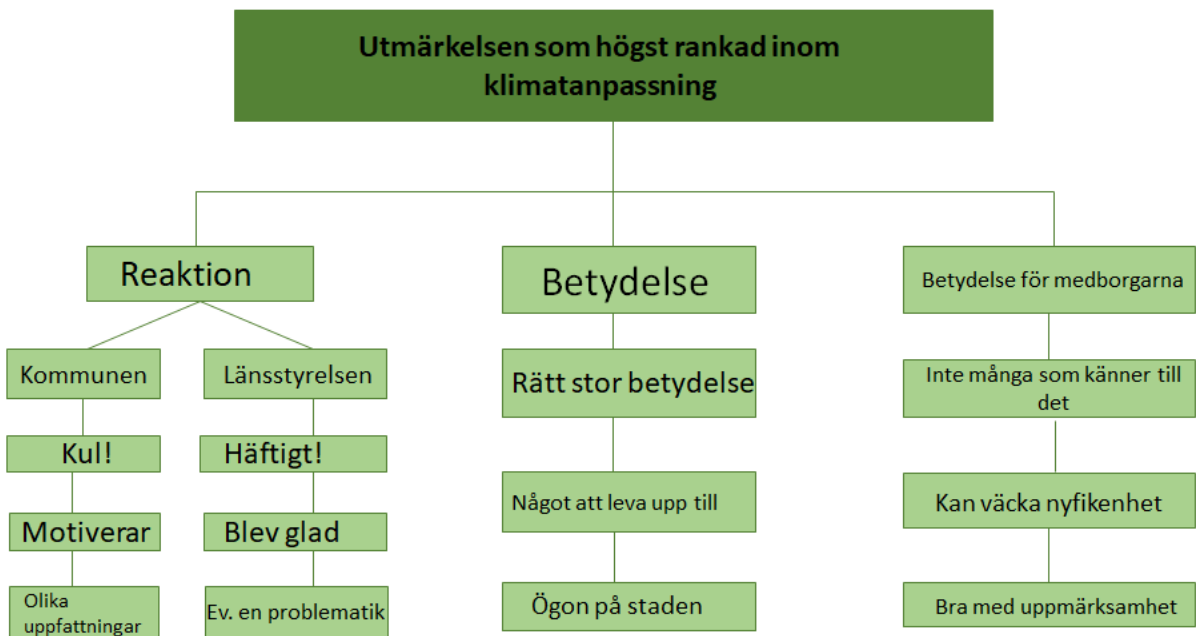 Utmärkelsen som högst rankad inom
klimatanpassning
Reaktion
Betydelse
Betydelse för medborgarna
Kommunen
Länsstyrelsen
Rätt stor betydelse
Inte många som känner till
det
Kul!
Häftigt!
Något att leva upp till
Kan väcka nyfikenhet
Motiverar
Blev glad
Olika
uppfattningar
Ev. en problematik
Ögon på staden
Bra med uppmärksamhet